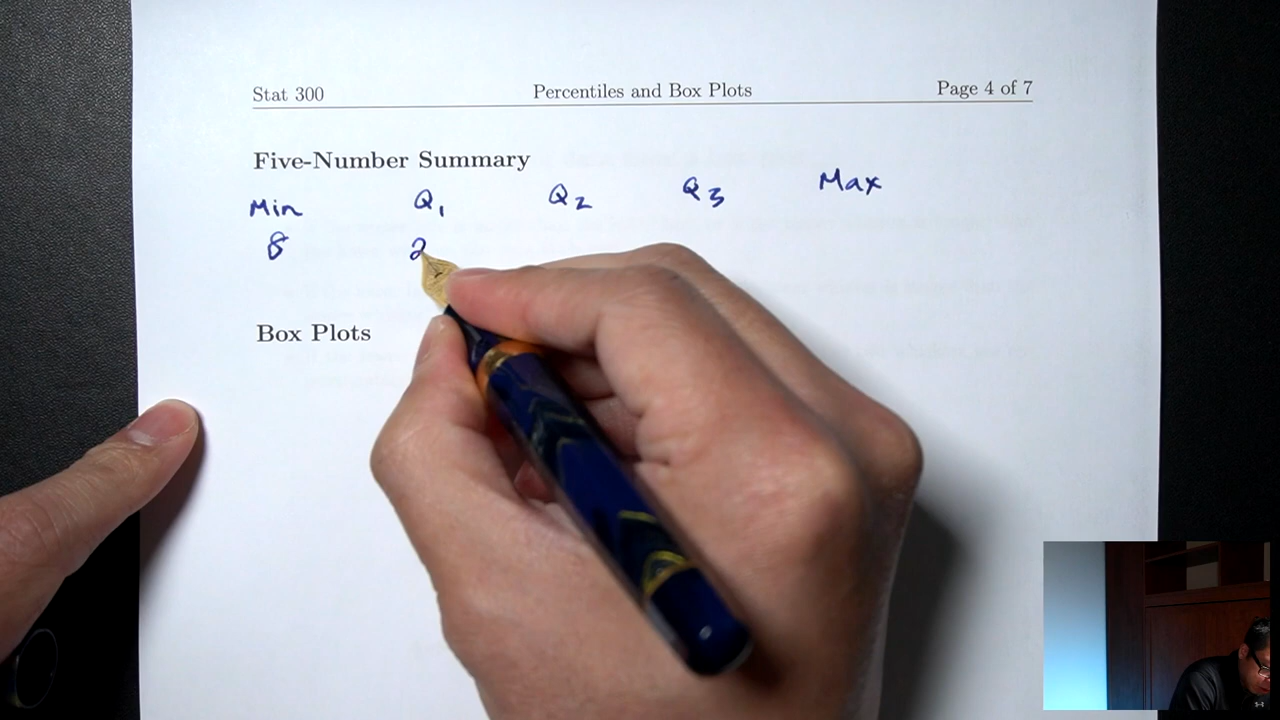 Stat 300 Percentiles and Box Plots Page 4 of 7
Five-Number Summary
Min Q1 Q2 Q3 Max
8 2
Box Plots